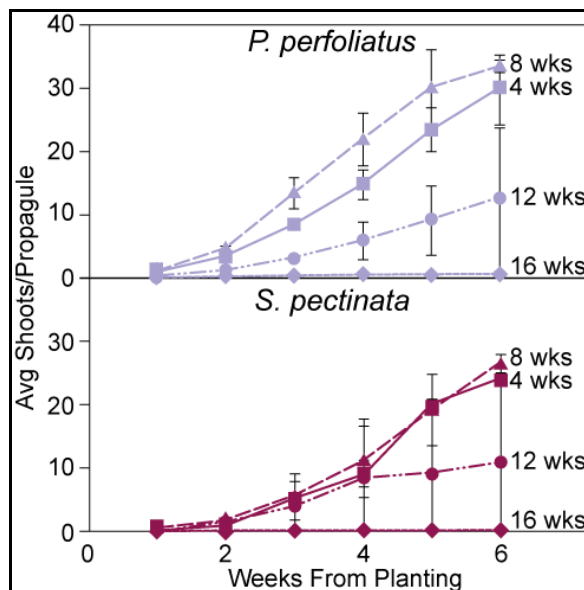 P. perfoliatus
40
30
20
10
0
8 wks
4 wks
12 wks
16 wks
Avg Shoots/Propagule
S. pectinata
30
20
10
0
8 wks
4 wks
12 wks
16 wks
0
2
4
6
Weeks From Planting